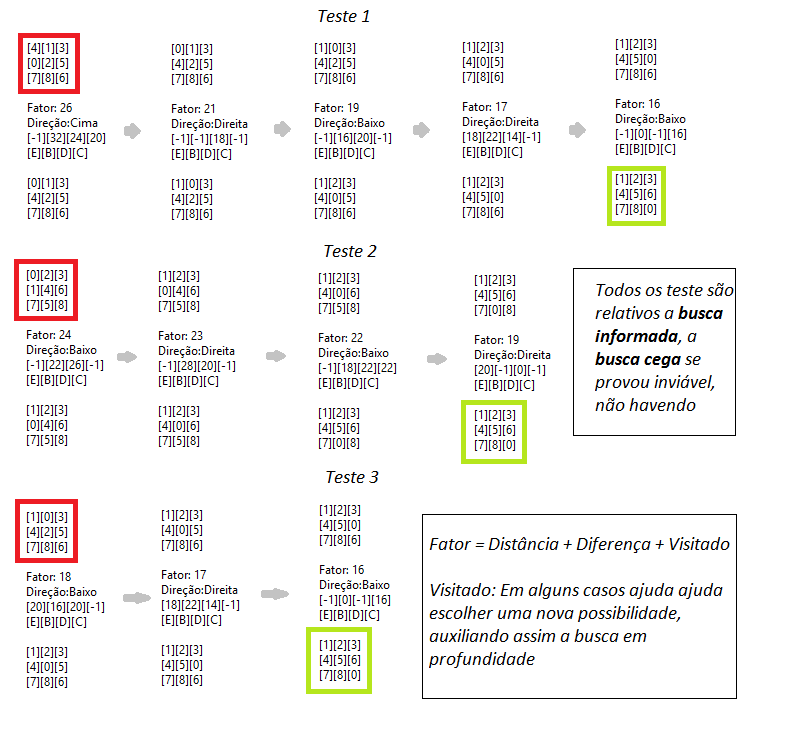 Teste 1
[4][1][3]
[0][2][5]
[7][8][6]
Fator: 26
Direção:Cima
[-1][32][24][20]
[E][B][D][C]
[0][1][3]
[4][2][5]
[7][8][6]
[0][1][3]
[4][2][5]
[7][8][6]
Fator: 21
Direção:Direita
[-1][-1][18][-1]
[E][B][D][C]
[1][0][3]
[4][2][5]
[7][8][6]
[1][0][3]
[4][2][5]
[7][8][6]
Fator: 19
Direção:Baixo
[-1][16][20][-1]
[E][B][D][C]
[1][2][3]
[4][0][5]
[7][8][6]
[1][2][3]
[4][0][5]
[7][8][6]
Fator: 17
Direção:Direita
[18][22][14][-1]
[E][B][D][C]
[1][2][3]
[4][5][0]
[7][8][6]
[1][2][3]
[4][5][0]
[7][8][6]
Fator: 16
Direção:Baixo
[-1][0][-1][16]
[E][B][D][C]
[1][2][3]
[4][5][6]
[7][8][0]
Teste 2
[0][2][3]
[1][4][6]
[7][5][8]
Fator: 24
Direção:Baixo
[-1][22][26][-1]
[E][B][D][C]
[1][2][3]
[0][4][6]
[7][5][8]
[1][2][3]
[0][4][6]
[7][5][8]
Fator: 23
Direção:Direita
[-1][28][20][-1]
[E][B][D][C]
[1][2][3]
[4][0][6]
[7][5][8]
[1][2][3]
[4][0][6]
[7][5][8]
Fator: 22
Direção:Baixo
[-1][18][22][22]
[E][B][D][C]
[1][2][3]
[4][5][6]
[7][0][8]
[1][2][3]
[4][5][6]
[7][0][8]
Fator: 19
Direção:Direita
[20][-1][0][-1]
[E][B][D][C]
[1][2][3]
[4][5][6]
[7][8][0]
Todos os teste são
relativos a busca
informada, a
busca cega se
provou inviável,
não havendo
Teste 3
[1][0][3]
[4][2][5]
[7][8][6]
Fator: 18
Direção:Baixo
[20][16][20][-1]
[E][B][D][C]
[1][2][3]
[4][0][5]
[7][8][6]
[1][2][3]
[4][0][5]
[7][8][6]
Fator: 17
Direção:Direita
[18][22][14][-1]
[E][B][D][C]
[1][2][3]
[4][5][0]
[7][8][6]
[1][2][3]
[4][5][0]
[7][8][6]
Fator: 16
Direção:Baixo
[-1][0][-1][16]
[E][B][D][C]
[1][2][3]
[4][5][6]
[7][8][0]
Fator = Distância + Diferença + Visitado
Visitado: Em alguns casos ajuda ajuda
escolher uma nova possibilidade,
auxiliando assim a busca em
profundidade